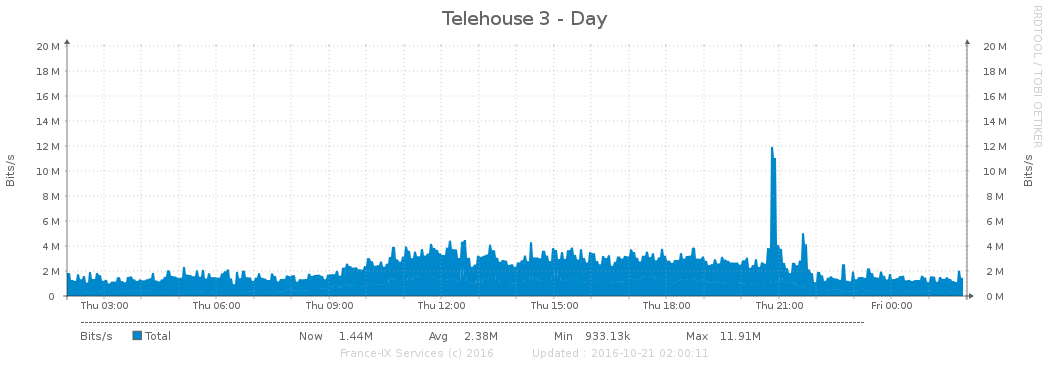 Telehouse 3 - Day
RRDTOOL / TOBI OETIKER
20 M 20 M
18 M 18 M
16 M 16 M
14 M 14 M
12 M 12 M
10 M 10 M
8 M 8 M
6 M 6 M
4 M 4 M
2 M 2 M
0 0 M
Bits/s
Bits/s
Thu 03:00 Thu 06:00 Thu 09:00 Thu 12:00 Thu 15:00 Thu 18:00 Thu 21:00 Fri 00:00
Bits/s Total Now 1.44M Avg 2.38M Min 933.13k Max 11.91M
France-IX Services (c) 2016 Updated : 2016-10-21 02:00:11